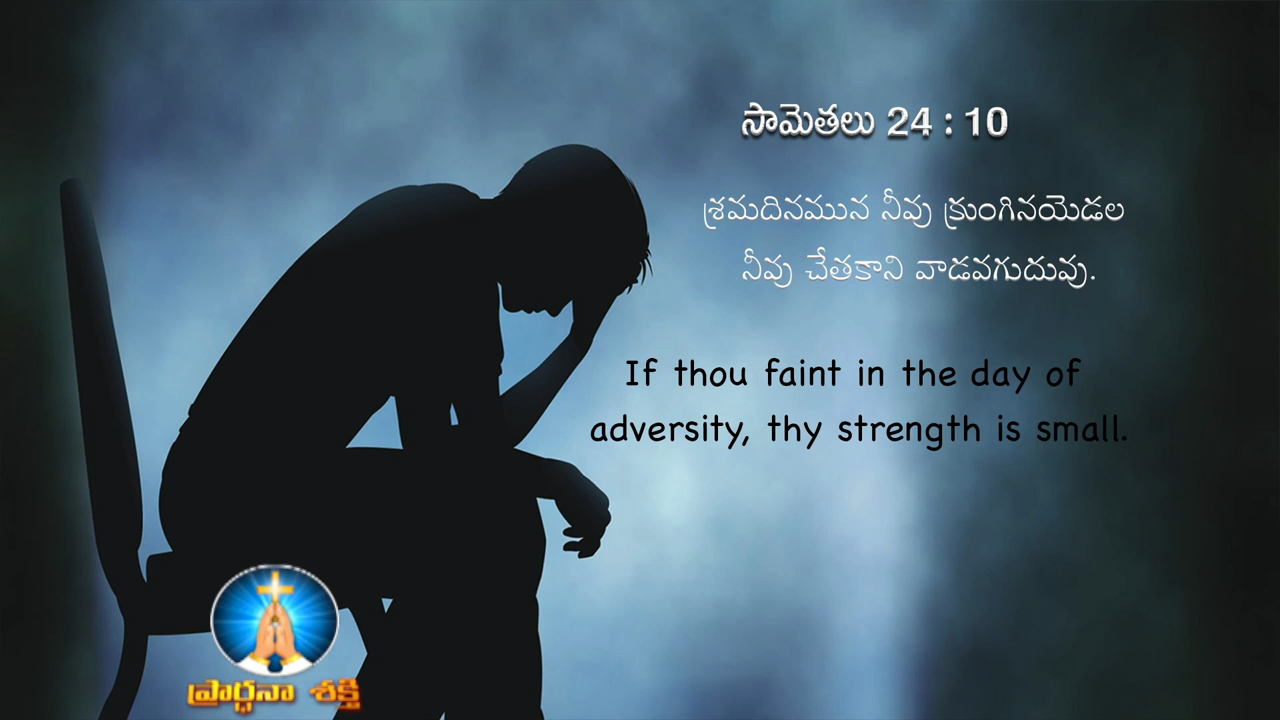 సామెతలు 24 : 10
శ్రమదినమున నీవు క్రుంగినయెడల
నీవు చేతకాని వాడవగుదువు.
If thou faint in the day of
adversity, thy strength is small.
ప్రార్ధనా శక్తి